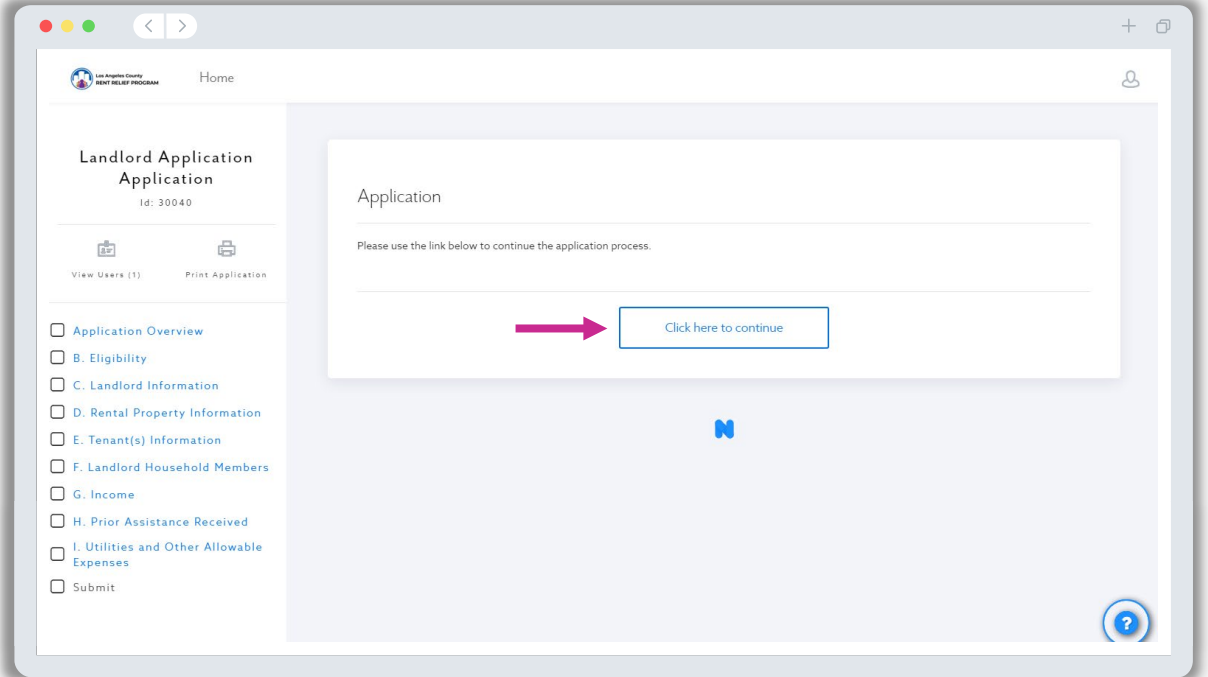 Los Angeles County
RENT RELIEF PROGRAM
Home
Landlord Application
Application
Id: 30040
View Users (1)
Print Application
Application Overview
B. Eligibility
C. Landlord Information
D. Rental Property Information
E. Tenant(s) Information
F. Landlord Household Members
G. Income
H. Prior Assistance Received
I. Utilities and Other Allowable
Expenses
Submit
Application
Please use the link below to continue the application process.
Click here to continue
N
?